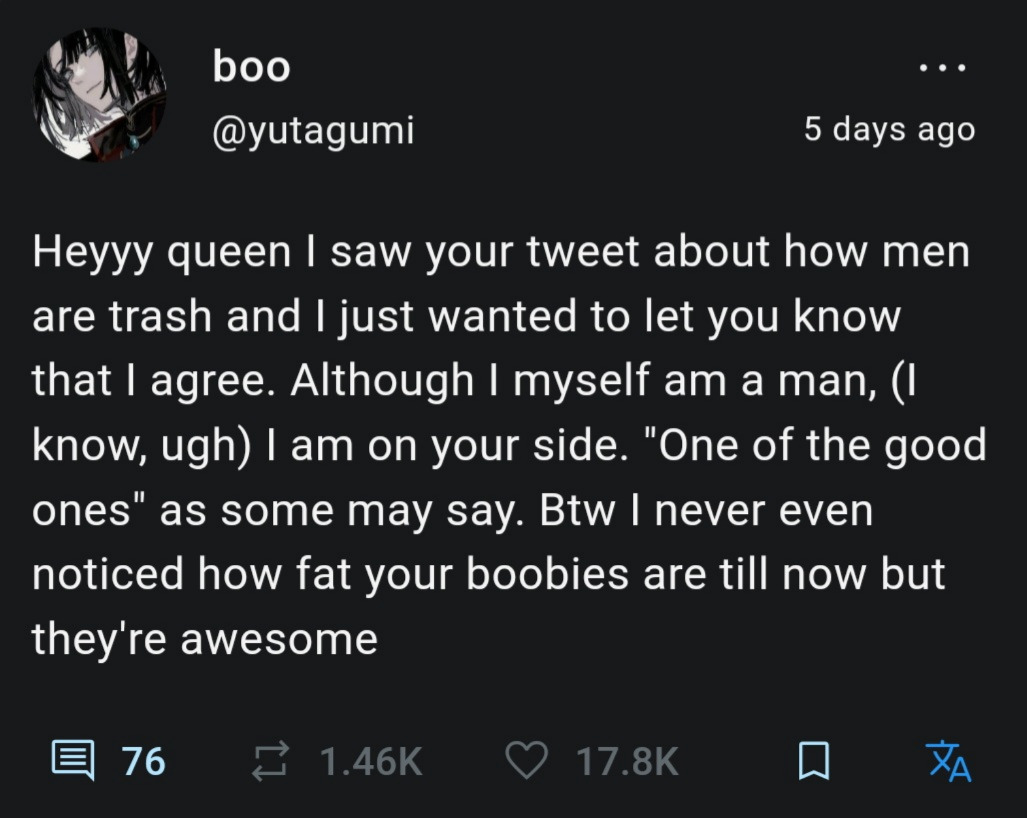 boo
...
@yutagumi
5 days ago
Heyyy queen I saw your tweet about how men
are trash and I just wanted to let you know
that I agree. Although I myself am a man, (I
know, ugh) I am on your side. "One of the good
ones" as some may say. Btw I never even
noticed how fat your boobies are till now but
they're awesome
76 1.46K 17.8K